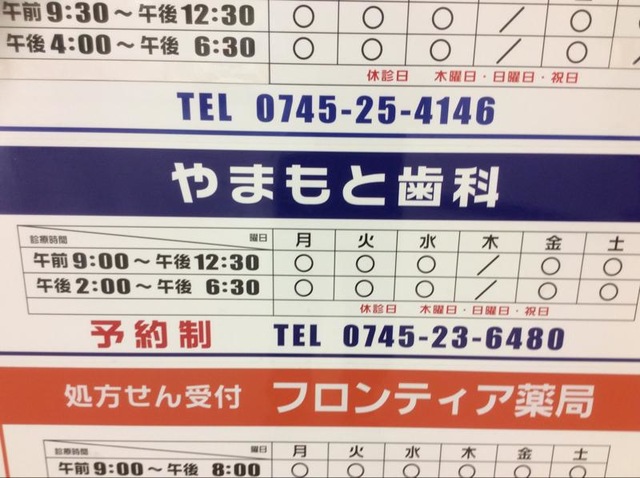 午前 9:30～午後 12:30 ○ ○ ○ ／ ○
午後 4:00～午後 6:30 ○ ○ ○ ／ ○
休診日 木曜日・日曜日・祝日
TEL 0745-25-4146
やまもと歯科
診療時間 曜日 月 火 水 木 金 土
午前 9:00～午後 12:30 ○ ○ ○ ／ ○ ○
午後 2:00～午後 6:30 ○ ○ ○ ／ ○ ○
休診日 木曜日・日曜日・祝日
予約制 TEL 0745-23-6480
処方せん受付 フロンティア薬局
診療時間 曜日 月 火 水 木 金 土
午前 9:00～午後 8:00 ○ ○ ○ ○ ○ ○